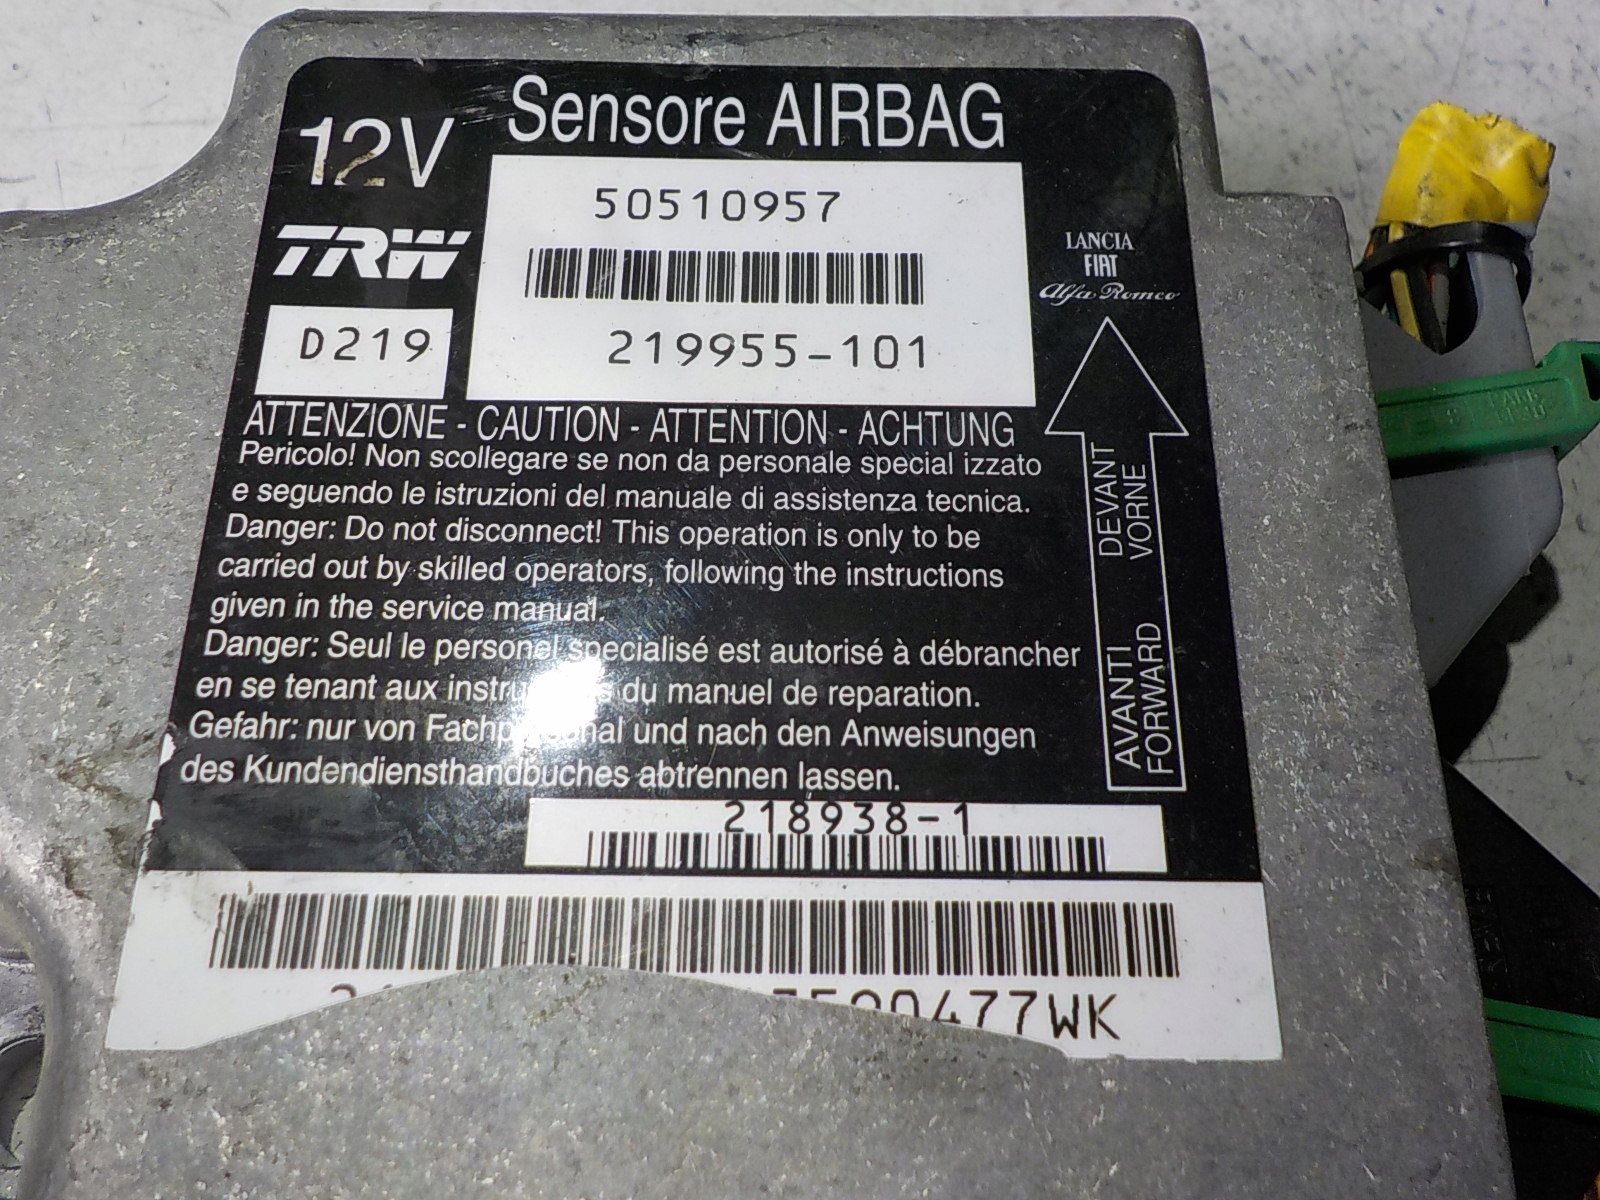 Sensore AIRBAG
12V
50510957
TRW
D219
219955-101
LANCIA
FIAT
Alfa Romeo
ATTENZIONE - CAUTION - ATTENTION - ACHTUNG
Pericolo! Non scollegare se non da personale special izzato
e seguendo le istruzioni del manuale di assistenza tecnica.
Danger: Do not disconnect! This operation is only to be
carried out by skilled operators, following the instructions
given in the service manual.
Danger: Seul le personel specialisé est autorisé à débrancher
en se tenant aux du manuel de reparation.
Gefahr: nur von und nach den Anweisungen
des Kundendiensthandbuches abtrennen lassen.
DEVANT
VORNE
AVANTI
FORWARD
218938-1